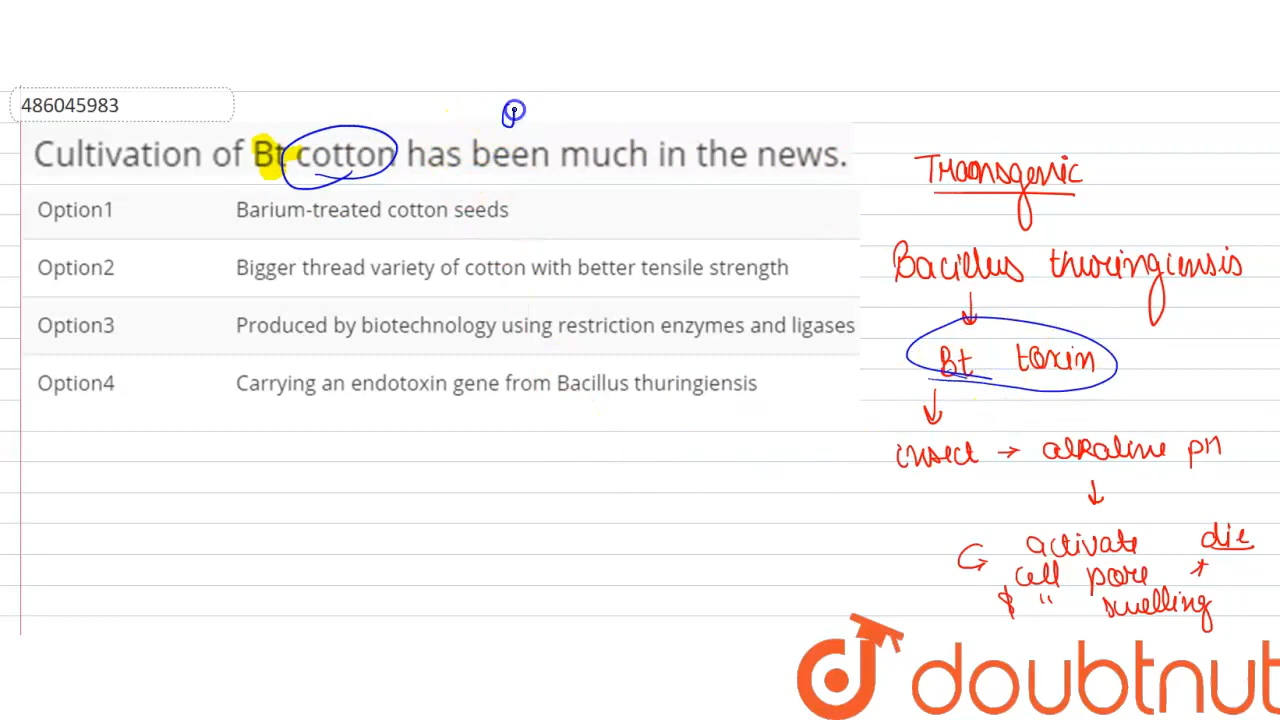 486045983
Cultivation of Bt cotton has been much in the news.
Option1 Barium-treated cotton seeds
Option2 Bigger thread variety of cotton with better tensile strength
Option3 Produced by biotechnology using restriction enzymes and ligases
Option4 Carrying an endotoxin gene from Bacillus thuringiensis
Transgenic
Bacillus thuringiensis
↓
Bt toxin
↓
insect → alkaline pH
↓
activate die
cell pore
& " swelling
doubtnut